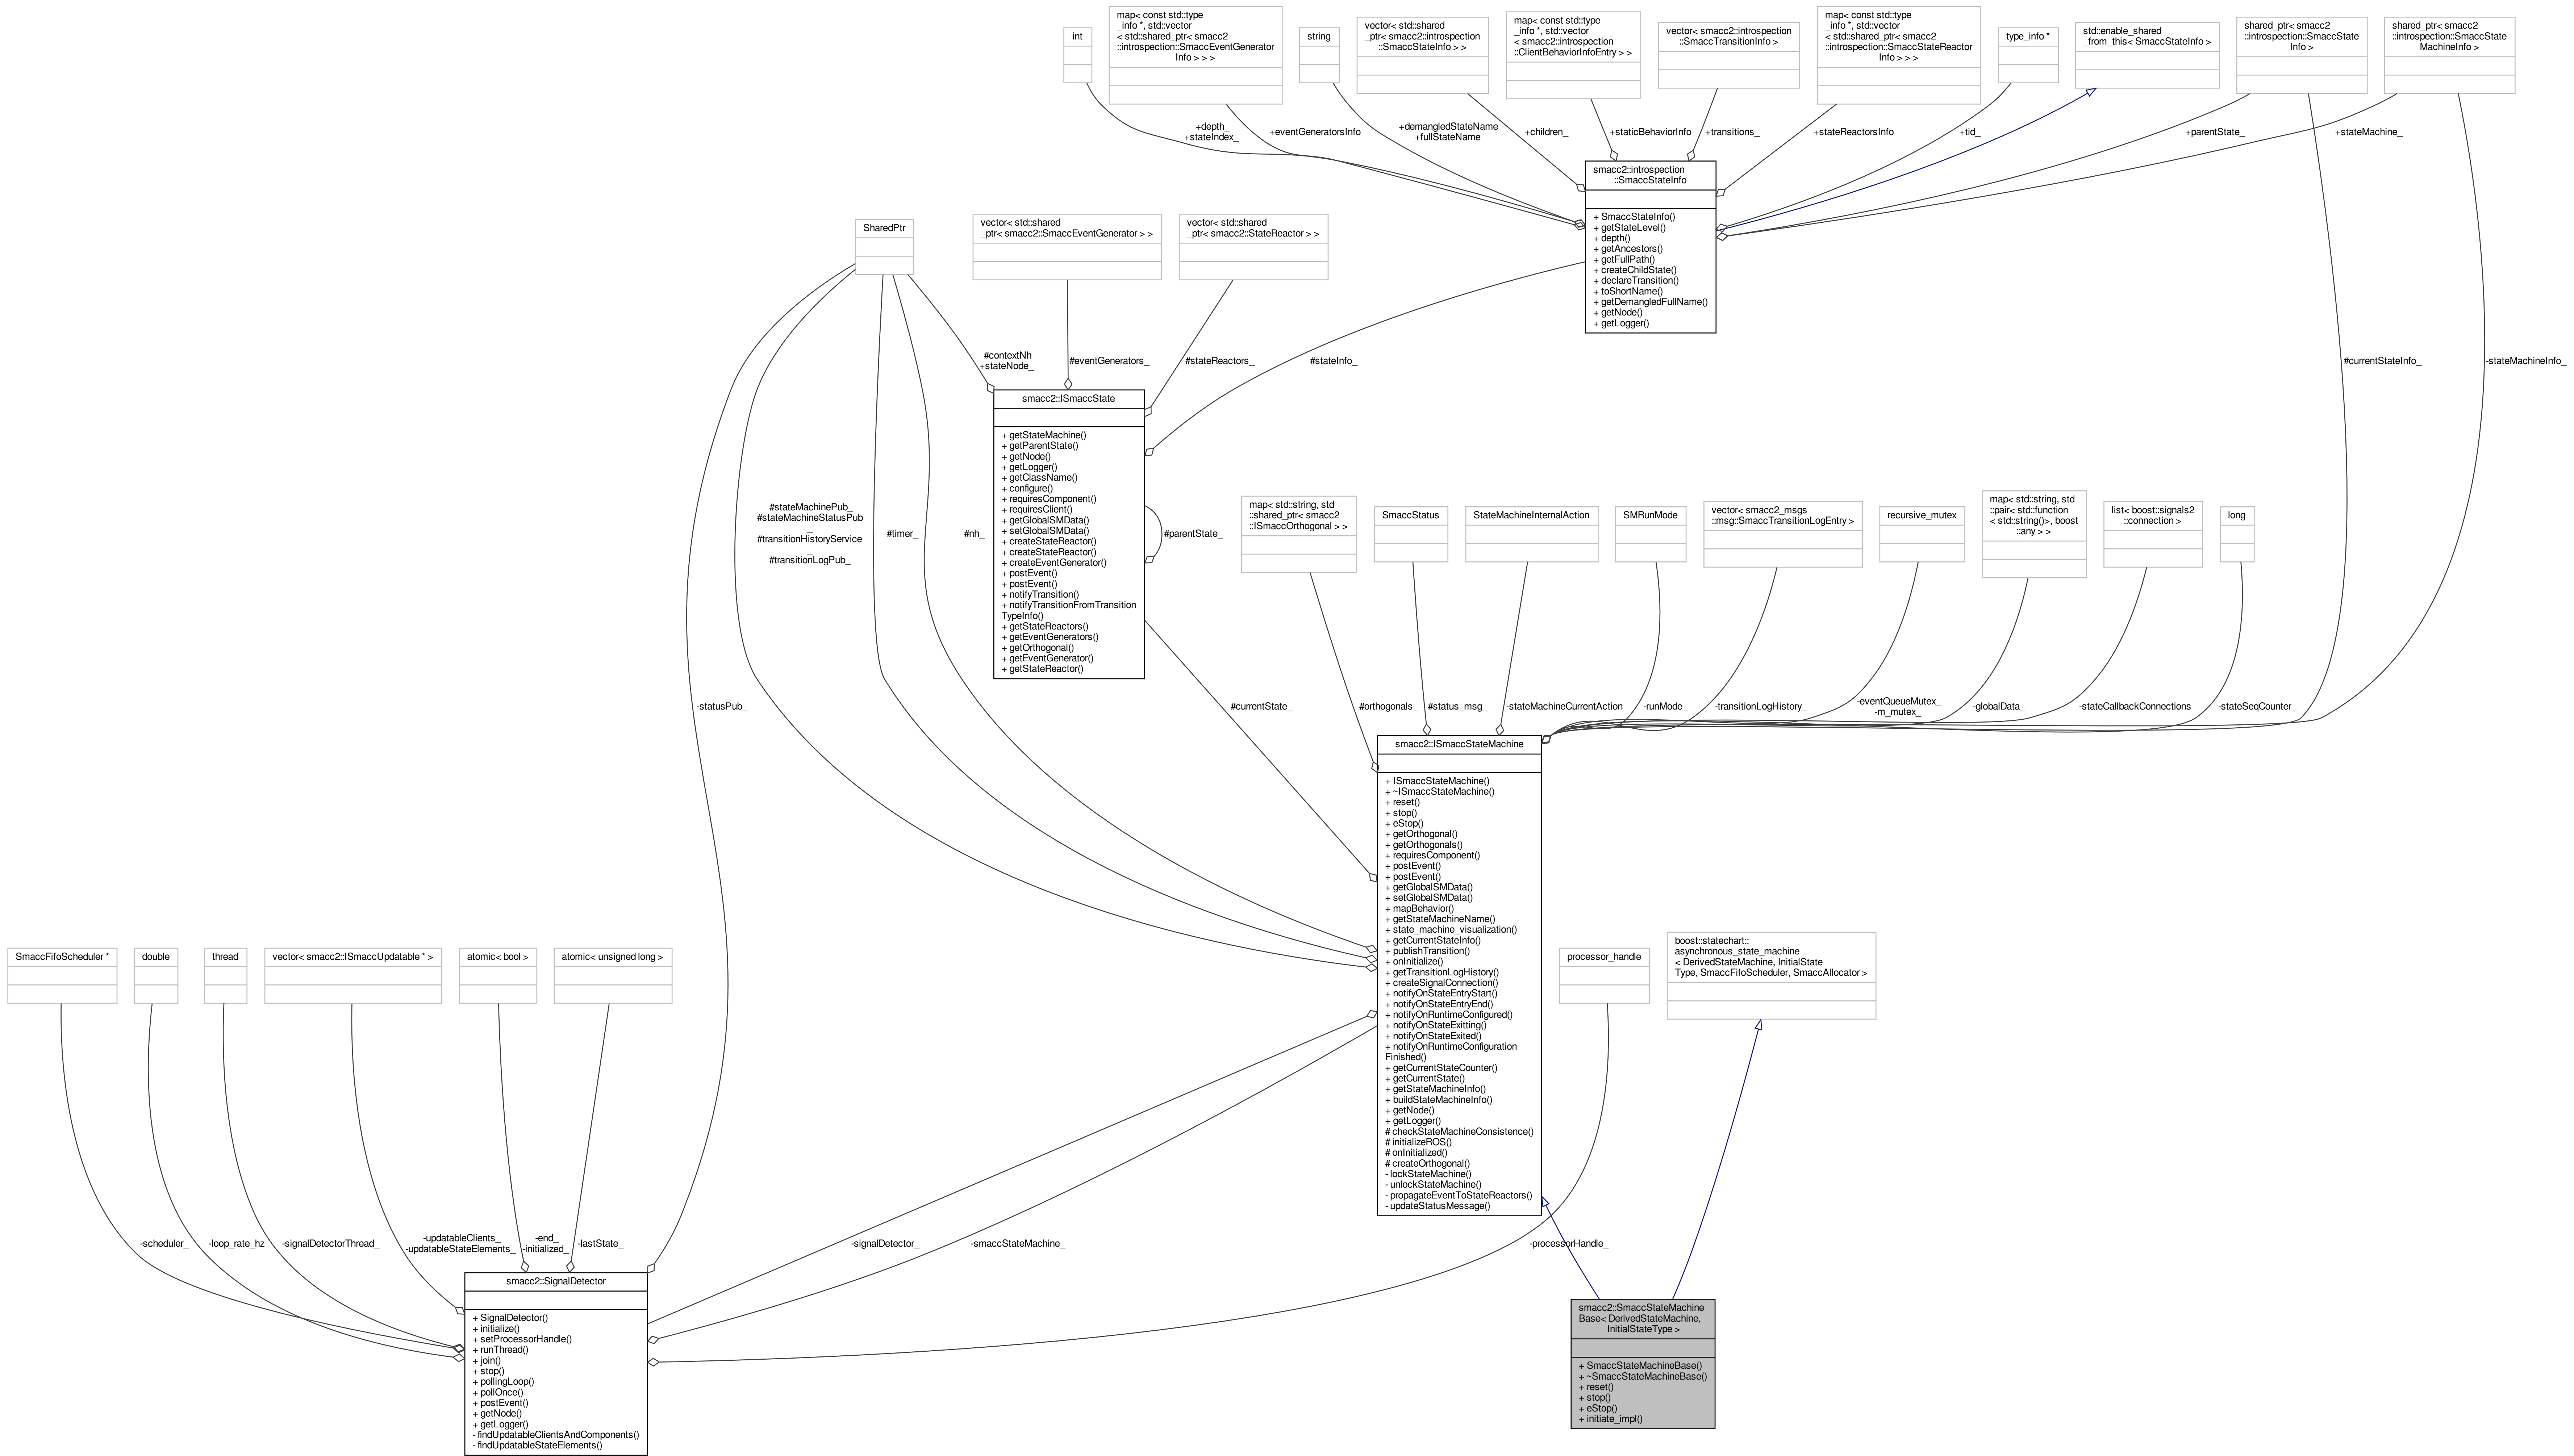 int
map< const std::type
_info *, std::vector
< std::shared_ptr< smacc2
::introspection::SmaccEventGenerator
Info > > >
string
vector< std::shared
_ptr< smacc2::introspection
::SmaccStateInfo > >
map< const std::type
_info *, std::vector
< smacc2::introspection
::ClientBehaviorInfoEntry > >
vector< smacc2::introspection
::SmaccTransitionInfo >
map< const std::type
_info *, std::vector
< std::shared_ptr< smacc2
::introspection::SmaccStateReactor
Info > > >
type_info *
std::enable_shared
_from_this< SmaccStateInfo >
shared_ptr< smacc2
::introspection::SmaccState
Info >
shared_ptr< smacc2
::introspection::SmaccState
MachineInfo >
+depth_
+stateIndex_
+eventGeneratorsInfo
+demangledStateName
+fullStateName
+children_
+staticBehaviorInfo
+transitions_
+stateReactorsInfo
+tid_
+parentState_
+stateMachine_
smacc2::introspection
::SmaccStateInfo
+ SmaccStateInfo()
+ getStateLevel()
+ depth()
+ getAncestors()
+ getFullPath()
+ createChildState()
+ declareTransition()
+ toShortName()
+ getDemangledFullName()
+ getNode()
+ getLogger()
SharedPtr
vector< std::shared
_ptr< smacc2::SmaccEventGenerator > >
vector< std::shared
_ptr< smacc2::StateReactor > >
#contextNh
+stateNode_
#eventGenerators_
#stateReactors_
#stateInfo_
#currentStateInfo_
-stateMachineInfo_
smacc2::ISmaccState
+ getStateMachine()
+ getParentState()
+ getNode()
+ getLogger()
+ getClassName()
+ configure()
+ requiresComponent()
+ requiresClient()
+ getGlobalSMData()
+ setGlobalSMData()
+ createStateReactor()
+ createStateReactor()
+ createEventGenerator()
+ postEvent()
+ postEvent()
+ notifyTransition()
+ notifyTransitionFromTransition
TypeInfo()
+ getStateReactors()
+ getEventGenerators()
+ getOrthogonal()
+ getEventGenerator()
+ getStateReactor()
#parentState_
#stateMachinePub_
#stateMachineStatusPub
_
#transitionHistoryService
_
#transitionLogPub_
#timer_
#nh_
map< std::string, std
::shared_ptr< smacc2
::ISmaccOrthogonal > >
SmaccStatus
StateMachineInternalAction
SMRunMode
vector< smacc2_msgs
::msg::SmaccTransitionLogEntry >
recursive_mutex
map< std::string, std
::pair< std::function
< std::string()>, boost
::any > >
list< boost::signals2
::connection >
long
-statusPub_
#currentState_
#orthogonals_
#status_msg_
-stateMachineCurrentAction
-runMode_
-transitionLogHistory_
-eventQueueMutex_
-m_mutex_
-globalData_
-stateCallbackConnections
-stateSeqCounter_
smacc2::ISmaccStateMachine
+ ISmaccStateMachine()
+ ~ISmaccStateMachine()
+ reset()
+ stop()
+ eStop()
+ getOrthogonal()
+ getOrthogonals()
+ requiresComponent()
+ postEvent()
+ postEvent()
+ getGlobalSMData()
+ setGlobalSMData()
+ mapBehavior()
+ getStateMachineName()
+ state_machine_visualization()
+ getCurrentStateInfo()
+ publishTransition()
+ onInitialize()
+ getTransitionLogHistory()
+ createSignalConnection()
+ notifyOnStateEntryStart()
+ notifyOnStateEntryEnd()
+ notifyOnRuntimeConfigured()
+ notifyOnStateExitting()
+ notifyOnStateExited()
+ notifyOnRuntimeConfiguration
Finished()
+ getCurrentStateCounter()
+ getCurrentState()
+ getStateMachineInfo()
+ buildStateMachineInfo()
+ getNode()
+ getLogger()
# checkStateMachineConsistence()
# initializeROS()
# onInitialized()
# createOrthogonal()
- lockStateMachine()
- unlockStateMachine()
- propagateEventToStateReactors()
- updateStatusMessage()
SmaccFifoScheduler *
double
thread
vector< smacc2::ISmaccUpdatable * >
atomic< bool >
atomic< unsigned long >
processor_handle
boost::statechart::
asynchronous_state_machine
< DerivedStateMachine, InitialState
Type, SmaccFifoScheduler, SmaccAllocator >
-scheduler_
-loop_rate_hz
-signalDetectorThread_
-updatableClients_
-updatableStateElements_
-end_
-initialized_
-lastState_
-signalDetector_
-smaccStateMachine_
-processorHandle_
smacc2::SignalDetector
+ SignalDetector()
+ initialize()
+ setProcessorHandle()
+ runThread()
+ join()
+ stop()
+ pollingLoop()
+ pollOnce()
+ postEvent()
+ getNode()
+ getLogger()
- findUpdatableClientsAndComponents()
- findUpdatableStateElements()
smacc2::SmaccStateMachine
Base< DerivedStateMachine,
InitialStateType >
+ SmaccStateMachineBase()
+ ~SmaccStateMachineBase()
+ reset()
+ stop()
+ eStop()
+ initiate_impl()